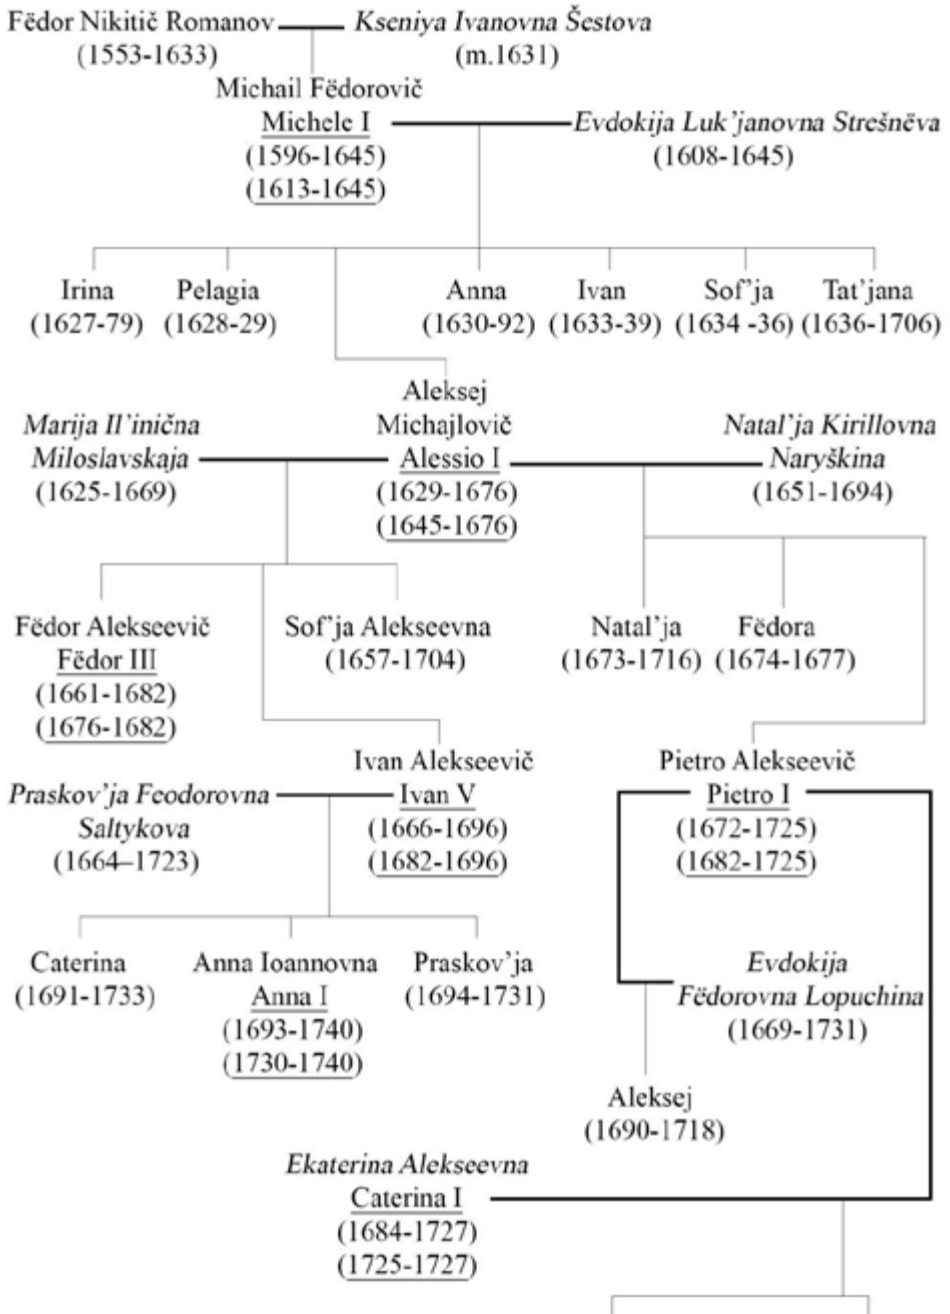 Fëdor Nikitič Romanov
Kseniya Ivanovna Šestova
(1553-1633)
(m.1631)
Michail Fëdorovič
Michele I
Evdokija Luk'janovna Strešnëva
(1596-1645)
(1608-1645)
(1613-1645)
Irina
Pelagia
Anna
Ivan
Sof'ja
Tat'jana
(1627-79)
(1628-29)
(1630-92)
(1633-39)
(1634 -36)
(1636-1706)
Aleksej
Marija Il'inična
Michajlovič
Natal'ja Kirillovna
Miloslavskaja
Alessio I
Naryškina
(1625-1669)
(1629-1676)
(1651-1694)
(1645-1676)
Fëdor Alekseevič
Sof'ja Alekseevna
Natal'ja
Fëdora
Fëdor III
(1657-1704)
(1673-1716)
(1674-1677)
(1661-1682)
(1676-1682)
Ivan Alekseevič
Pietro Alekseevič
Praskov'ja Feodorovna
Ivan V
Pietro I
Saltykova
(1666-1696)
(1672-1725)
(1664–1723)
(1682-1696)
(1682-1725)
Caterina
Anna Ioannovna
Praskov'ja
Evdokija
(1691-1733)
Anna I
(1694-1731)
Fëdorovna Lopuchina
(1693-1740)
(1669-1731)
(1730-1740)
Aleksej
(1690-1718)
Ekaterina Alekseevna
Caterina I
(1684-1727)
(1725-1727)